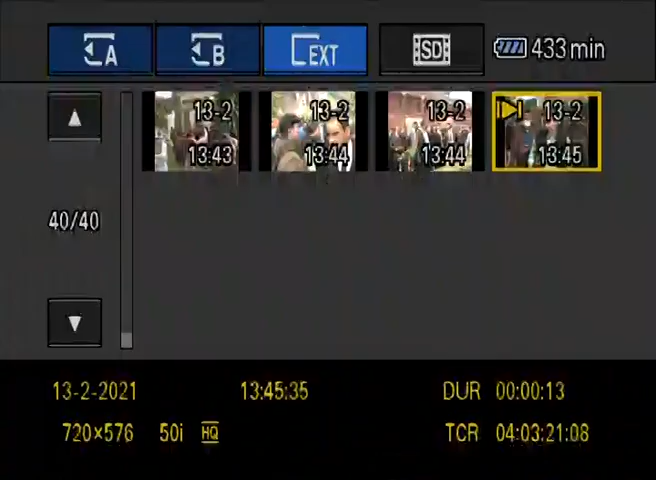 A B EXT SD 433 min
13-2 13-2 13-2 13-2
13:43 13:44 13:44 13:45
40/40
13-2-2021 13:45:35 DUR 00:00:13
720×576 50i HQ TCR 04:03:21:08